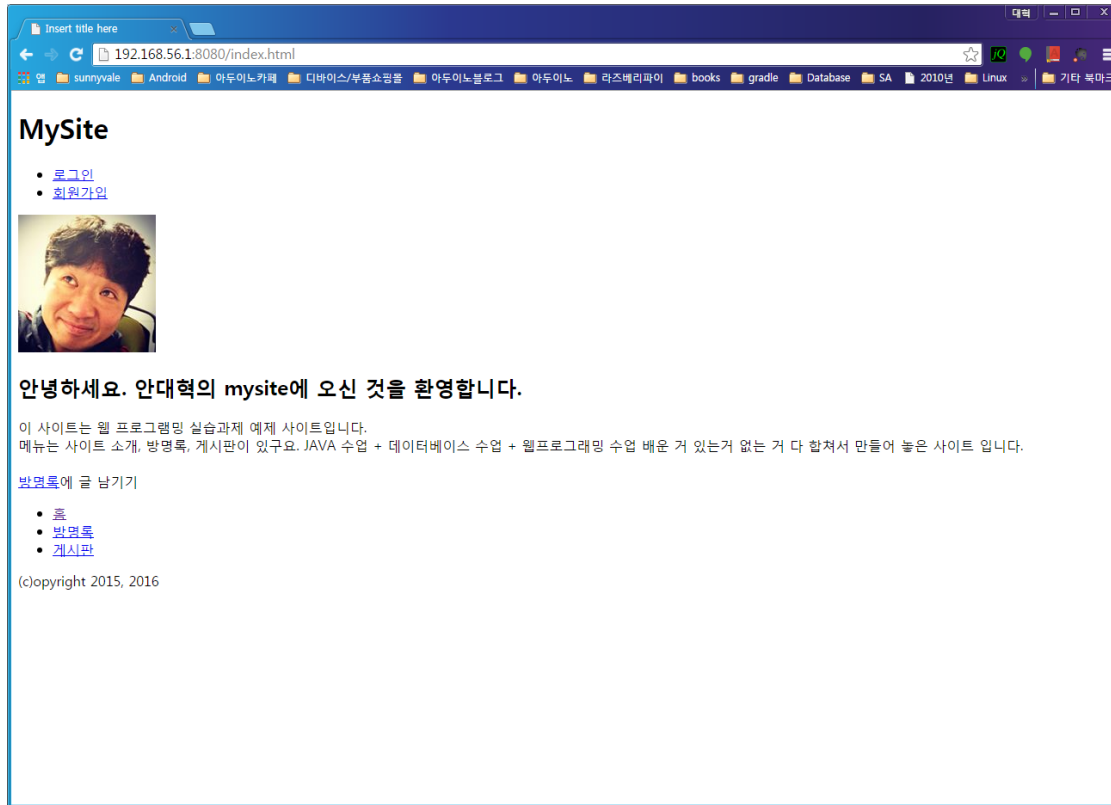 대혁
Insert title here
192.168.56.1:8080/index.html
앱 sunnyvale Android 아두이노카페 디바이스/부품쇼핑몰 아두이노블로그 아두이노 라즈베리파이 books gradle Database SA 2010년 Linux » 기타 북마크
MySite
로그인
회원가입
안녕하세요. 안대혁의 mysite에 오신 것을 환영합니다.
이 사이트는 웹 프로그램밍 실습과제 예제 사이트입니다.
메뉴는 사이트 소개, 방명록, 게시판이 있구요. JAVA 수업 + 데이터베이스 수업 + 웹프로그래밍 수업 배운 거 있는거 없는 거 다 합쳐서 만들어 놓은 사이트 입니다.
방명록에 글 남기기
홈
방명록
게시판
(c)opyright 2015, 2016